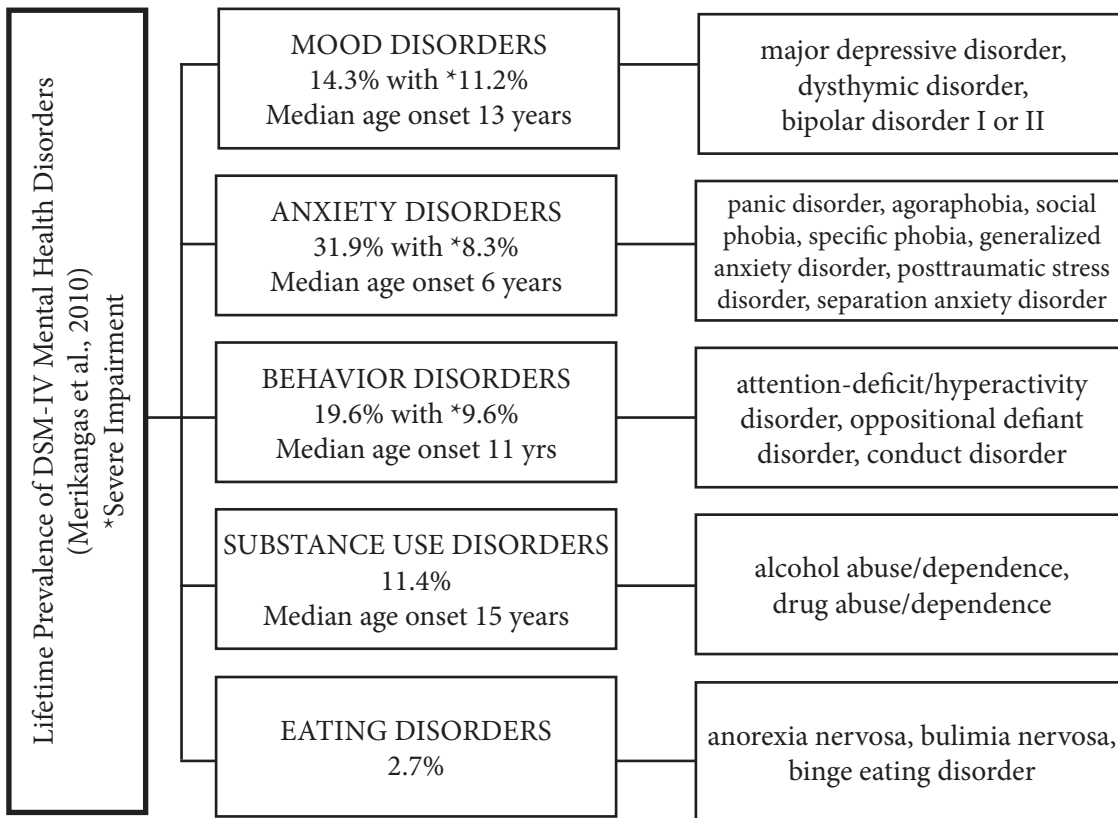 Lifetime Prevalence of DSM-IV Mental Health Disorders
(Merikangas et al., 2010)
*Severe Impairment
MOOD DISORDERS
14.3% with *11.2%
Median age onset 13 years
major depressive disorder,
dysthymic disorder,
bipolar disorder I or II
ANXIETY DISORDERS
31.9% with *8.3%
Median age onset 6 years
panic disorder, agoraphobia, social
phobia, specific phobia, generalized
anxiety disorder, posttraumatic stress
disorder, separation anxiety disorder
BEHAVIOR DISORDERS
19.6% with *9.6%
Median age onset 11 yrs
attention-deficit/hyperactivity
disorder, oppositional defiant
disorder, conduct disorder
SUBSTANCE USE DISORDERS
11.4%
Median age onset 15 years
alcohol abuse/dependence,
drug abuse/dependence
EATING DISORDERS
2.7%
anorexia nervosa, bulimia nervosa,
binge eating disorder